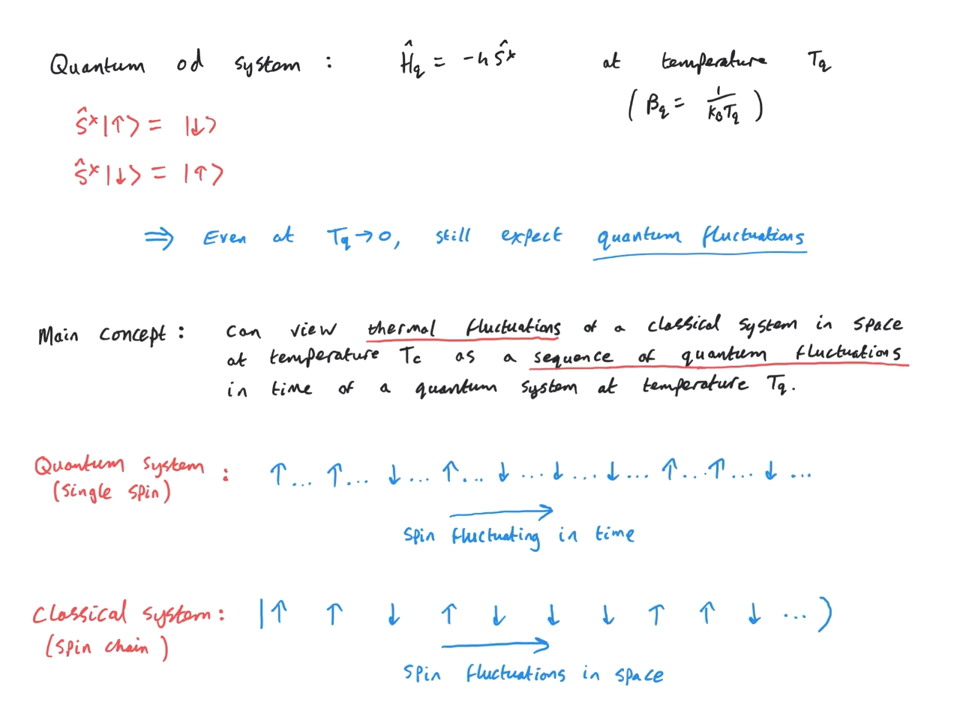 Quantum 0d system : Ĥq = -h ŝˣ at temperature Tq
( βq = 1/kBTq )
ŝˣ|↑⟩ = |↓⟩
ŝˣ|↓⟩ = |↑⟩
⇒ Even at Tq→0, still expect quantum fluctuations
Main concept : Can view thermal fluctuations of a classical system in space
at temperature Tc as a sequence of quantum fluctuations
in time of a quantum system at temperature Tq.
Quantum system : ↑... ↑... ↓... ↑... ↓... ↓... ↓... ↑... ↑... ↓...
(single spin)
spin fluctuating in time
Classical system : |↑ ↑ ↓ ↑ ↓ ↓ ↓ ↑ ↑ ↓ ...)
(spin chain)
spin fluctuations in space